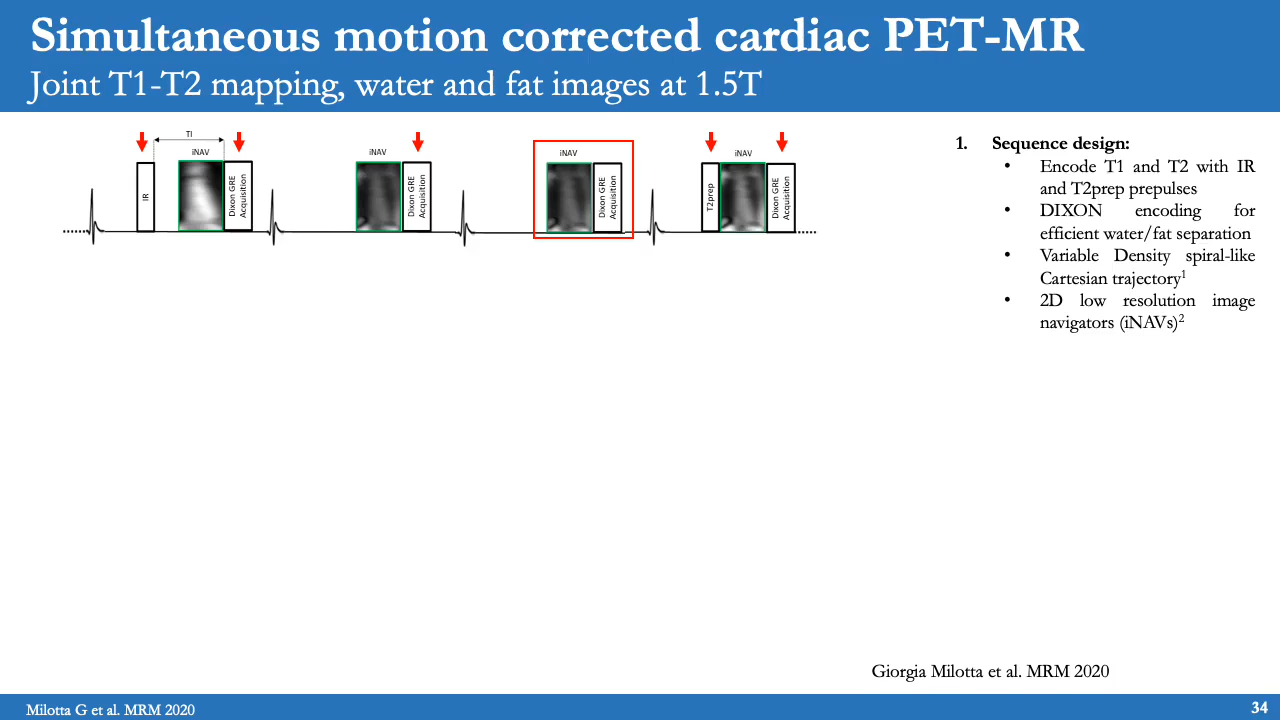 Simultaneous motion corrected cardiac PET-MR
Joint T1-T2 mapping, water and fat images at 1.5T
TI
iNAV
iNAV
iNAV
iNAV
IR
Dixon GRE
Acquisition
Dixon GRE
Acquisition
Dixon GRE
Acquisition
T2prep
Dixon GRE
Acquisition
1. Sequence design:
• Encode T1 and T2 with IR
and T2prep prepulses
• DIXON encoding for
efficient water/fat separation
• Variable Density spiral-like
Cartesian trajectory1
• 2D low resolution image
navigators (iNAVs)2
Giorgia Milotta et al. MRM 2020
Milotta G et al. MRM 2020
34